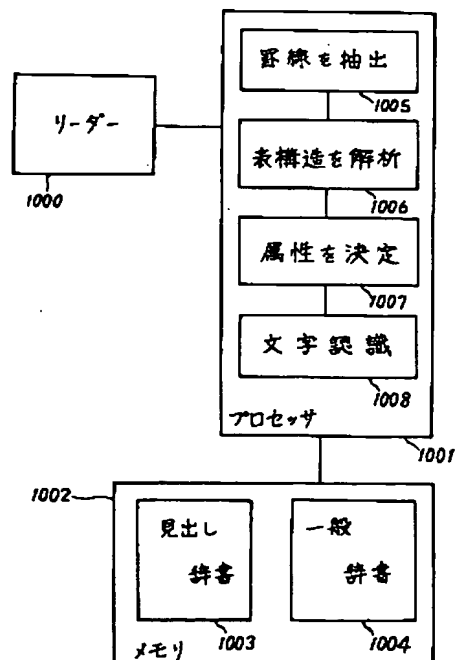 リーダー
1000
罫線を抽出
1005
表構造を解析
1006
属性を決定
1007
文字認識
1008
プロセッサ
1001
1002
見出し
辞書
1003
一般
辞書
1004
メモリ